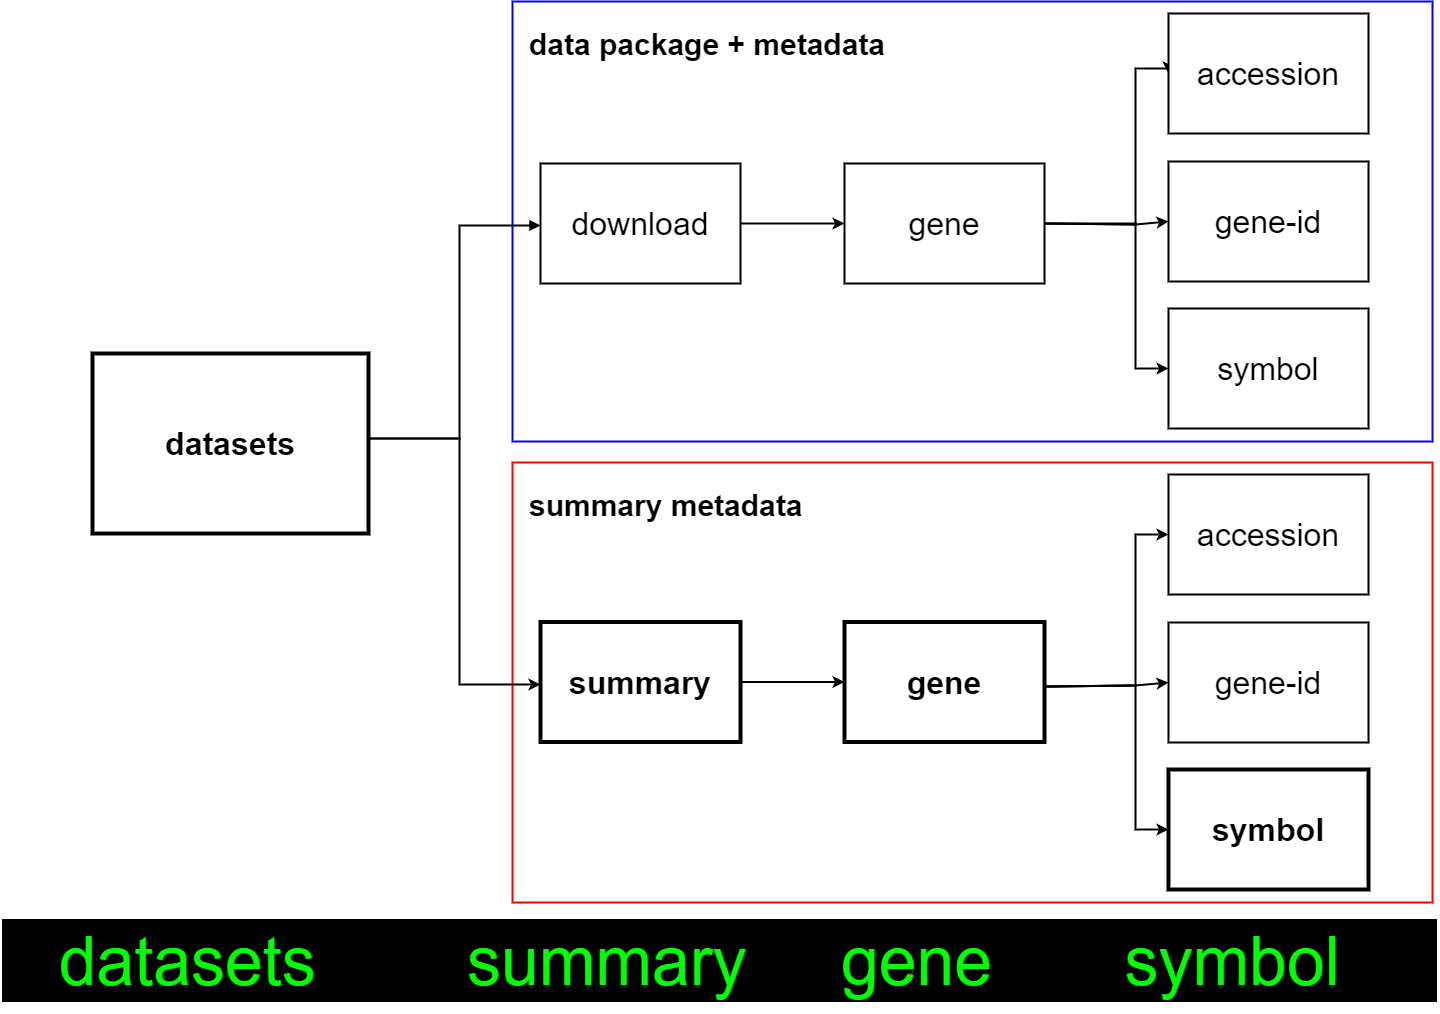 data package + metadata
accession
download
gene
gene-id
symbol
datasets
summary metadata
accession
summary
gene
gene-id
symbol
datasets summary gene symbol